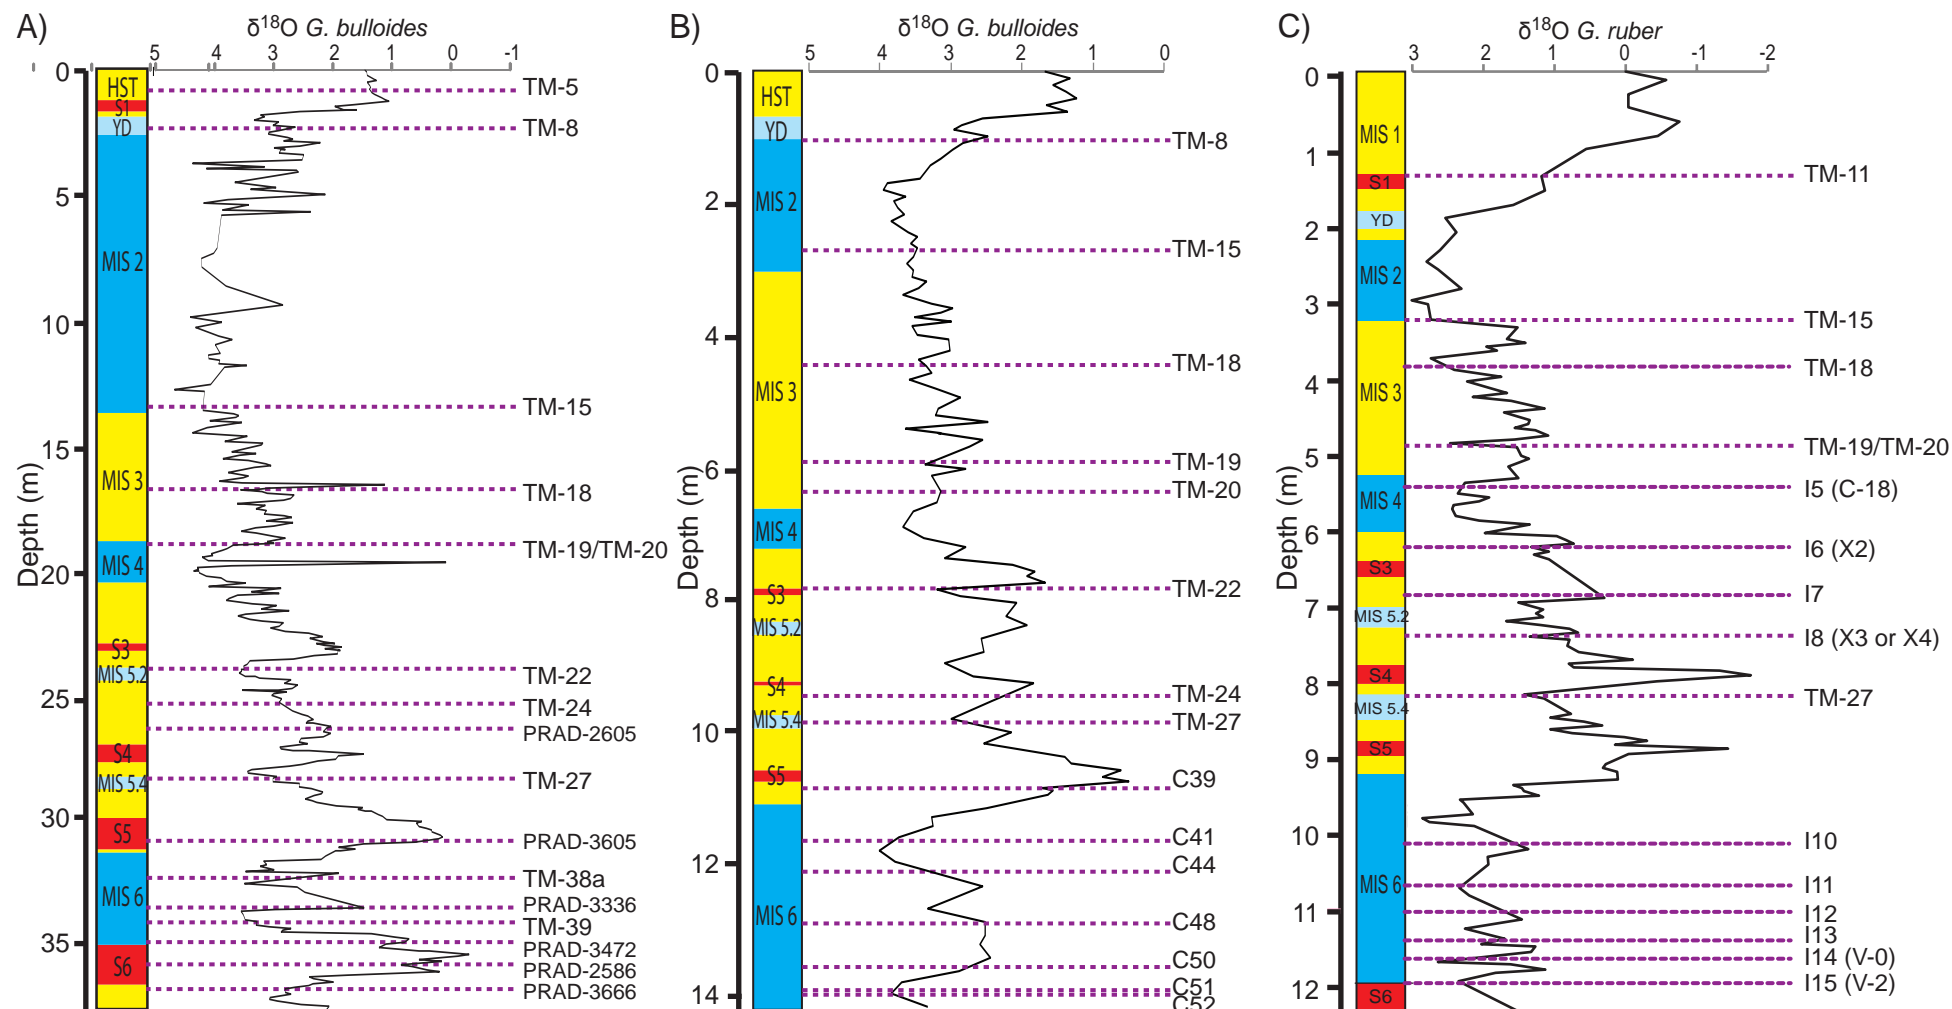 A)
δ18O G. bulloides
5 4 3 2 1 0 -1
0
5
10
15
20
25
30
35
Depth (m)
HST
S1
YD
MIS 2
MIS 3
MIS 4
S3
MIS 5.2
S4
MIS 5.4
S5
MIS 6
S6
TM-5
TM-8
TM-15
TM-18
TM-19/TM-20
TM-22
TM-24
PRAD-2605
TM-27
PRAD-3605
TM-38a
PRAD-3336
TM-39
PRAD-3472
PRAD-2586
PRAD-3666
B)
δ18O G. bulloides
5 4 3 2 1 0
0
2
4
6
8
10
12
14
Depth (m)
HST
YD
MIS 2
MIS 3
MIS 4
S3
MIS 5.2
S4
MIS 5.4
S5
MIS 6
TM-8
TM-15
TM-18
TM-19
TM-20
TM-22
TM-24
TM-27
C39
C41
C44
C48
C50
C51
C52
C)
δ18O G. ruber
3 2 1 0 -1 -2
0
1
2
3
4
5
6
7
8
9
10
11
12
Depth (m)
MIS 1
S1
YD
MIS 2
MIS 3
MIS 4
S3
MIS 5.2
S4
MIS 5.4
S5
MIS 6
S6
TM-11
TM-15
TM-18
TM-19/TM-20
I5 (C-18)
I6 (X2)
I7
I8 (X3 or X4)
TM-27
I10
I11
I12
I13
I14 (V-0)
I15 (V-2)